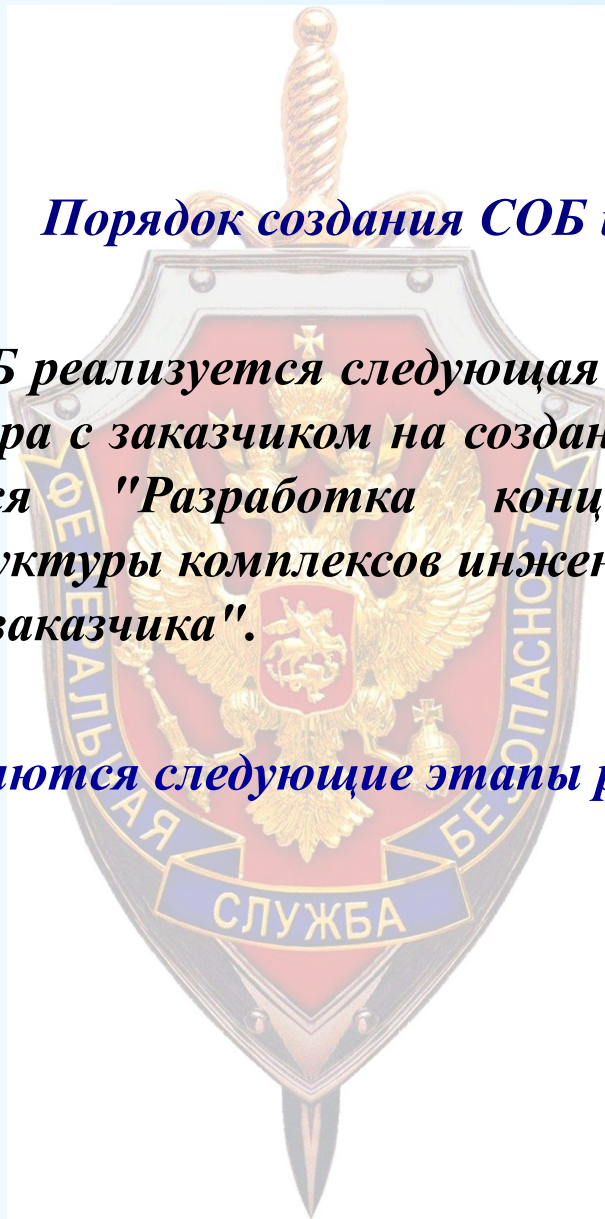 Порядок создания СОБ
Б реализуется следующая
ра с заказчиком на создан
ся "Разработка конц
уктуры комплексов инжен
заказчика".
аются следующие этапы р
ФЕДЕРАЛЬНАЯ
СЛУЖБА
БЕЗОПАСНОСТИ